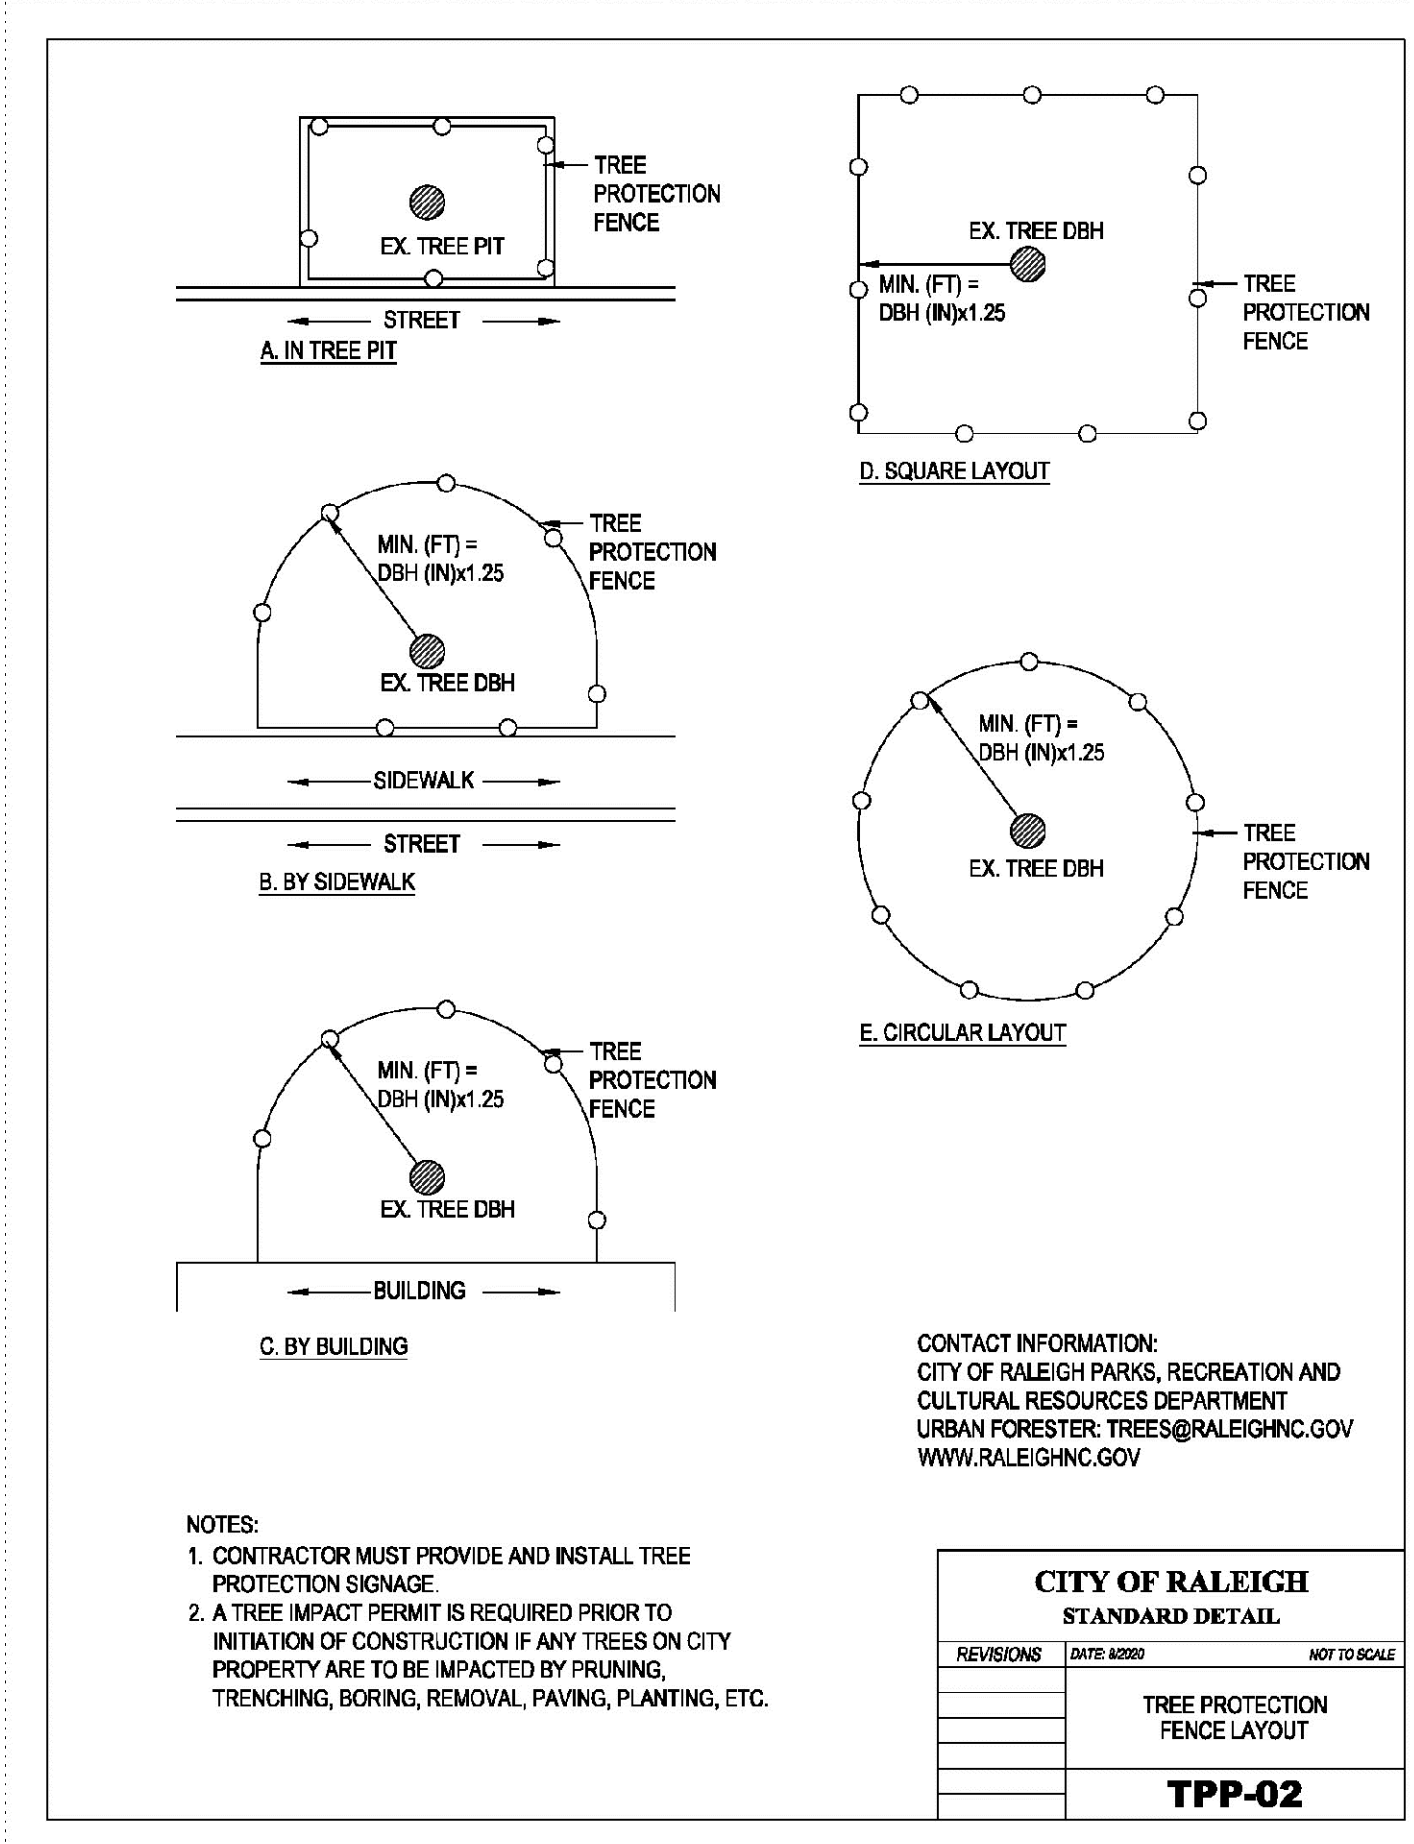 TREE
PROTECTION
FENCE
EX. TREE PIT
STREET
A. IN TREE PIT
EX. TREE DBH
MIN. (FT) =
DBH (IN)x1.25
TREE
PROTECTION
FENCE
D. SQUARE LAYOUT
TREE
PROTECTION
FENCE
MIN. (FT) =
DBH (IN)x1.25
EX. TREE DBH
SIDEWALK
STREET
B. BY SIDEWALK
MIN. (FT) =
DBH (IN)x1.25
EX. TREE DBH
TREE
PROTECTION
FENCE
E. CIRCULAR LAYOUT
TREE
PROTECTION
FENCE
MIN. (FT) =
DBH (IN)x1.25
EX. TREE DBH
BUILDING
C. BY BUILDING
CONTACT INFORMATION:
CITY OF RALEIGH PARKS, RECREATION AND
CULTURAL RESOURCES DEPARTMENT
URBAN FORESTER: TREES@RALEIGHNC.GOV
WWW.RALEIGHNC.GOV
NOTES:
1. CONTRACTOR MUST PROVIDE AND INSTALL TREE
PROTECTION SIGNAGE.
2. A TREE IMPACT PERMIT IS REQUIRED PRIOR TO
INITIATION OF CONSTRUCTION IF ANY TREES ON CITY
PROPERTY ARE TO BE IMPACTED BY PRUNING,
TRENCHING, BORING, REMOVAL, PAVING, PLANTING, ETC.
CITY OF RALEIGH
STANDARD DETAIL
REVISIONS
DATE: 8/2020
NOT TO SCALE
TREE PROTECTION
FENCE LAYOUT
TPP-02